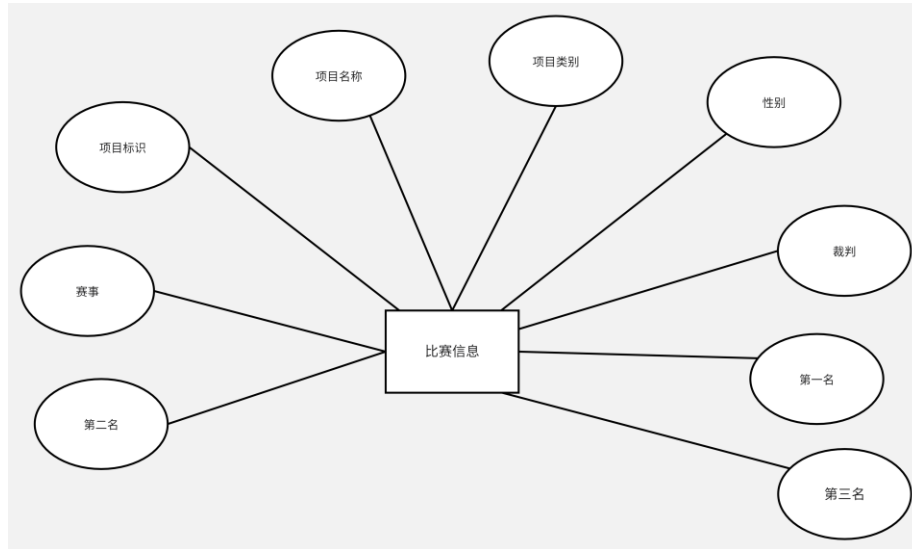 项目类别
项目名称
性别
项目标识
裁判
赛事
比赛信息
第一名
第二名
第三名